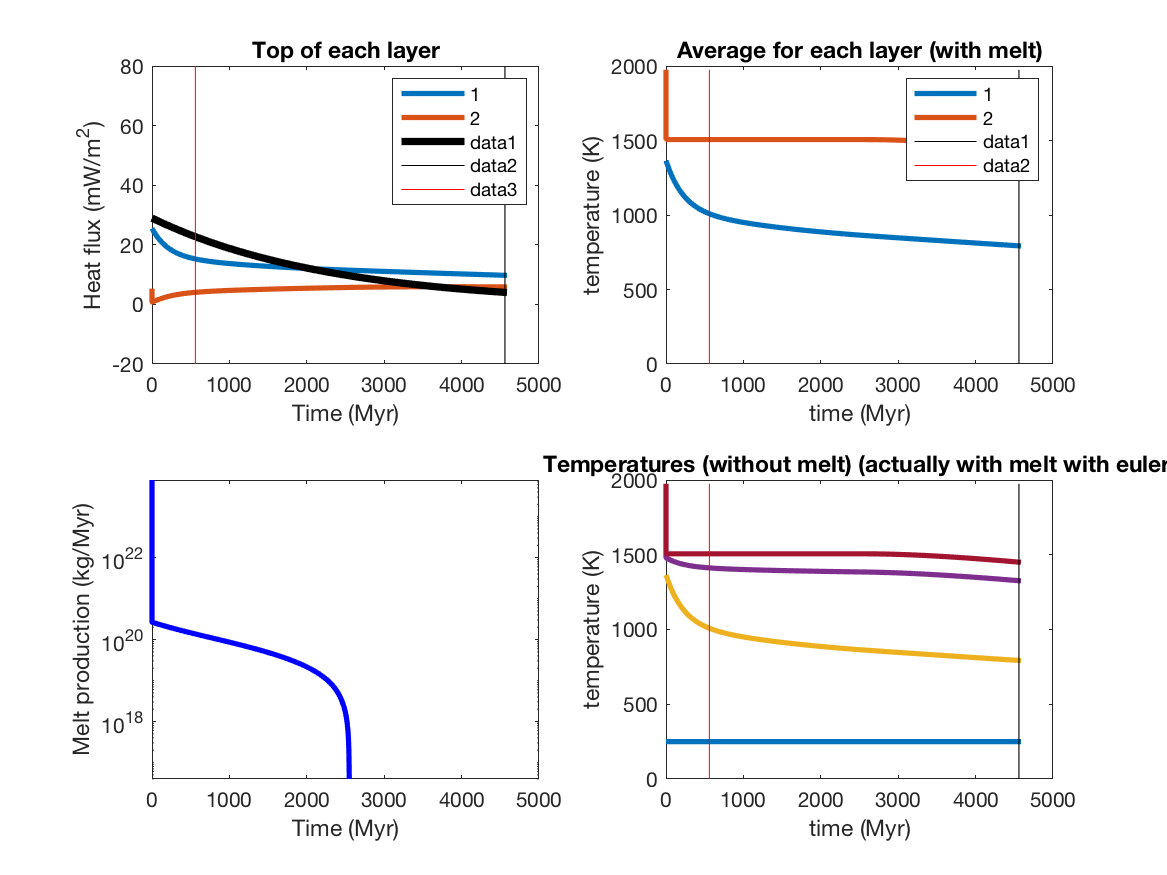 Top of each layer
80
60
40
20
0
-20
Heat flux (mW/m²)
1
2
data1
data2
data3
0 1000 2000 3000 4000 5000
Time (Myr)
Average for each layer (with melt)
2000
1500
1000
500
0
temperature (K)
1
2
data1
data2
0 1000 2000 3000 4000 5000
time (Myr)
10²²
10²⁰
10¹⁸
Melt production (kg/Myr)
0 1000 2000 3000 4000 5000
Time (Myr)
Temperatures (without melt) (actually with melt with euler
2000
1500
1000
500
0
temperature (K)
0 1000 2000 3000 4000 5000
time (Myr)